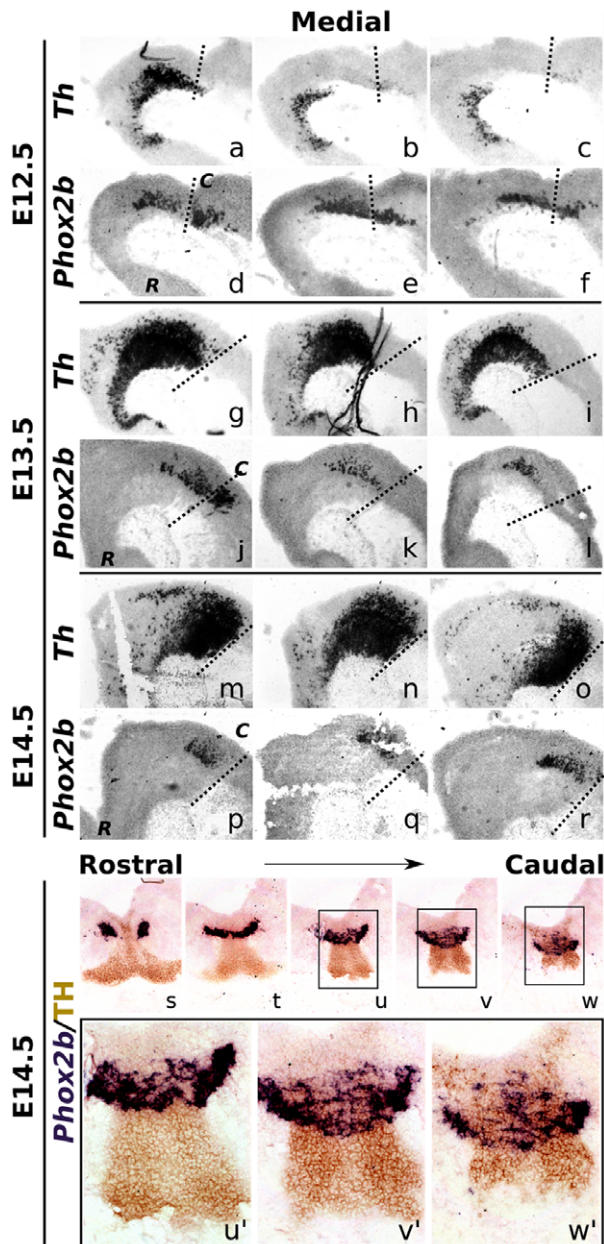 Medial
E12.5
Th
a b c
Phox2b
C
R d e f
E13.5
Th
g h i
Phox2b
C
R j k l
E14.5
Th
m n o
Phox2b
C
R p q r
Rostral Caudal
E14.5
Phox2b/TH
s t u v w
u' v' w'